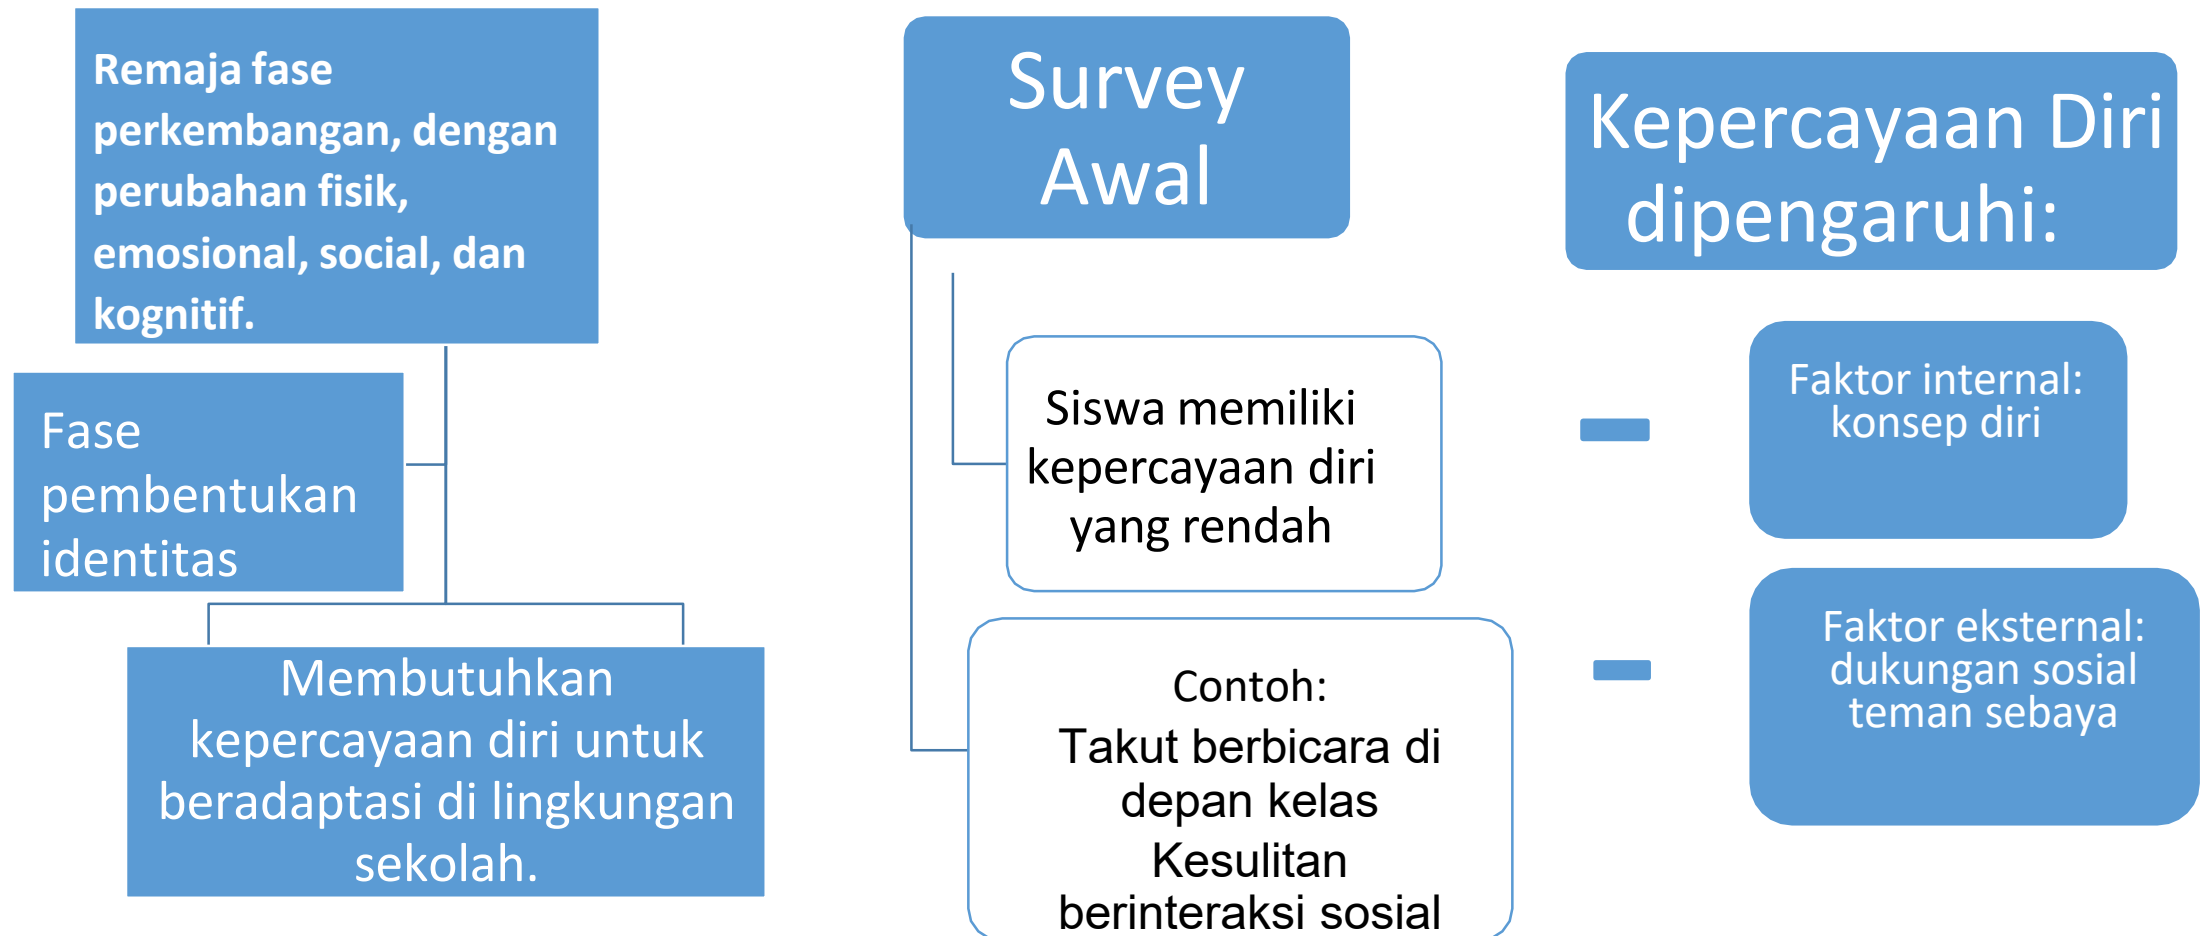 Remaja fase
perkembangan, dengan
perubahan fisik,
emosional, social, dan
kognitif.
Fase
pembentukan
identitas
Membutuhkan
kepercayaan diri untuk
beradaptasi di lingkungan
sekolah.
Survey
Awal
Siswa memiliki
kepercayaan diri
yang rendah
Contoh:
Takut berbicara di
depan kelas
Kesulitan
berinteraksi sosial
Kepercayaan Diri
dipengaruhi:
Faktor internal:
konsep diri
Faktor eksternal:
dukungan sosial
teman sebaya